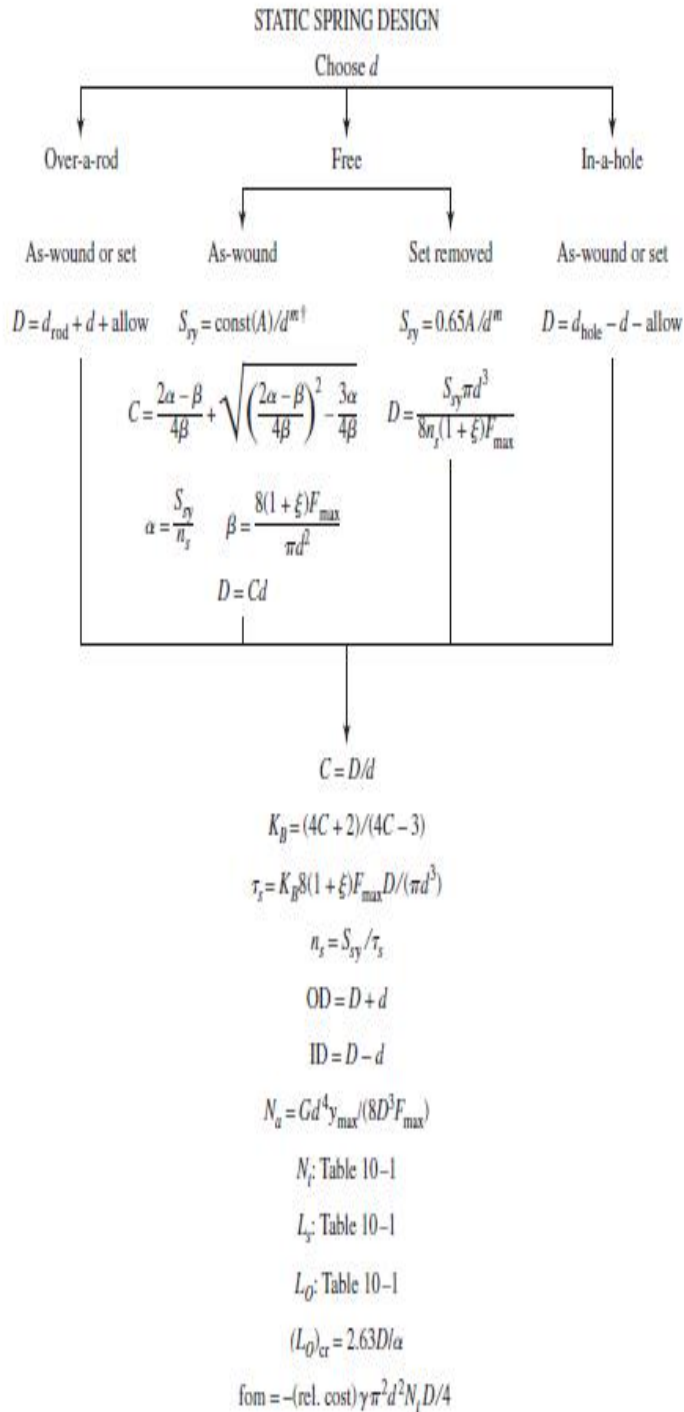 STATIC SPRING DESIGN
Choose d
Over-a-rod Free In-a-hole
As-wound or set As-wound Set removed As-wound or set
D = d_rod + d + allow S_sy = const(A)/d^m† S_sy = 0.65A/d^m D = d_hole − d − allow
C = (2α − β)/(4β) + √(((2α − β)/(4β))² − 3α/(4β)) D = S_sy πd³/(8n_s(1 + ξ)F_max)
α = S_sy/n_s β = 8(1 + ξ)F_max/(πd²)
D = Cd
C = D/d
K_B = (4C + 2)/(4C − 3)
τ_s = K_B8(1 + ξ)F_maxD/(πd³)
n_s = S_sy/τ_s
OD = D + d
ID = D − d
N_a = Gd⁴y_max/(8D³F_max)
N_t: Table 10–1
L_s: Table 10–1
L_O: Table 10–1
(L_O)_cr = 2.63D/α
fom = −(rel. cost)γπ²d²N_tD/4